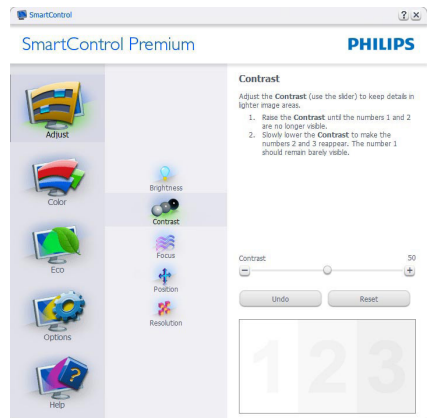 SmartControl
SmartControl Premium
PHILIPS
Adjust
Color
Eco
Options
Help
Brightness
Contrast
Focus
Position
Resolution
Contrast
Adjust the Contrast (use the slider) to keep details in
lighter image areas.
1. Raise the Contrast until the numbers 1 and 2
are no longer visible.
2. Slowly lower the Contrast to make the
numbers 2 and 3 reappear. The number 1
should remain barely visible.
Contrast 50
Undo Reset
1 2 3